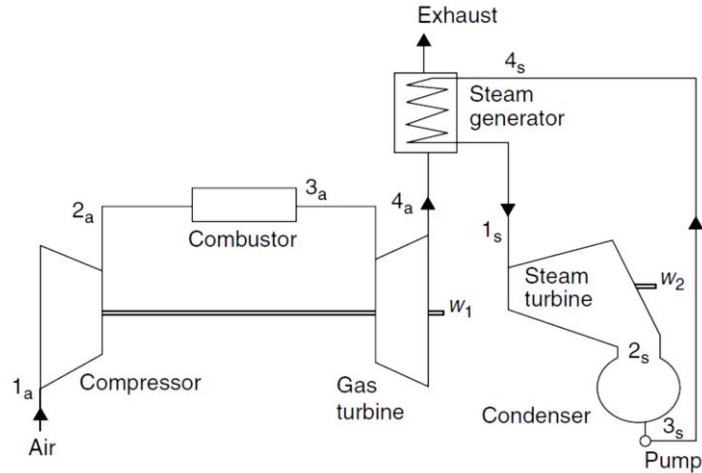 Exhaust
4s
Steam
generator
3a
2a
4a
Combustor
1s
Steam
turbine
w2
w1
2s
Compressor
Gas
turbine
1a
Condenser
3s
Air
Pump